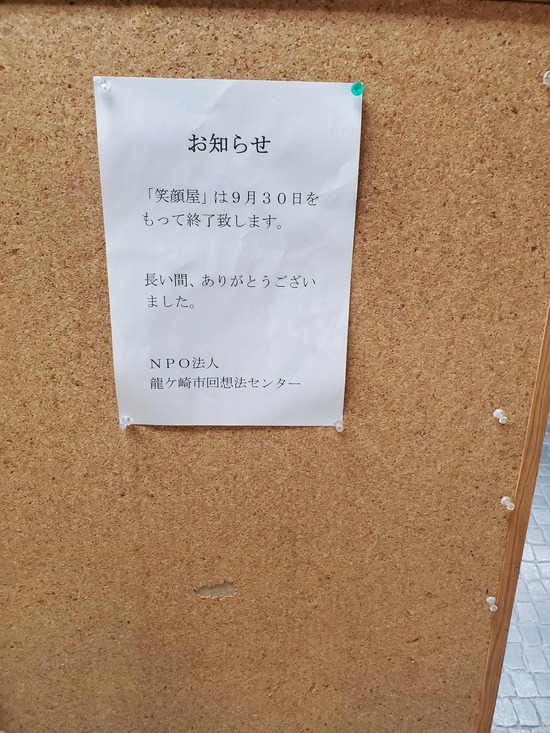 お知らせ
「笑顔屋」は９月３０日を
もって終了致します。
長い間、ありがとうござい
ました。
ＮＰＯ法人
龍ケ崎市回想法センター